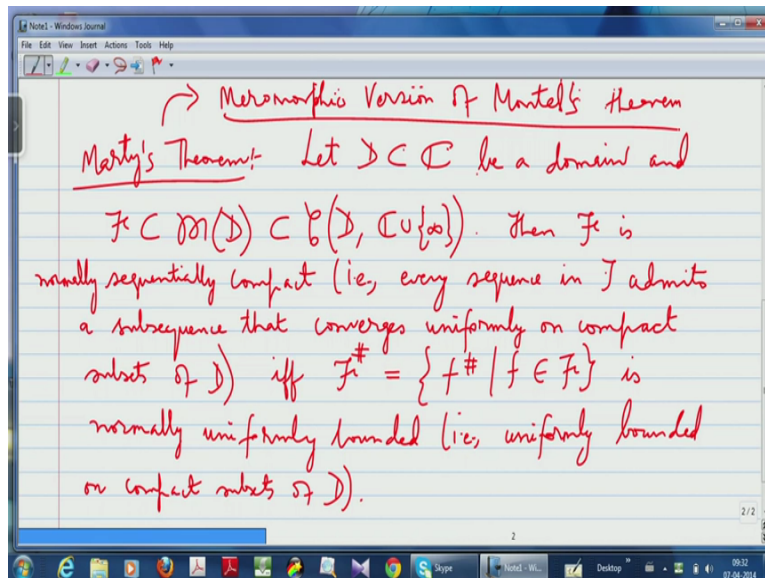 Note1 - Windows Journal
File Edit View Insert Actions Tools Help
→ Meromorphic Version of Montel's theorem
Marty's Theorem:- Let D ⊂ ℂ be a domain and
ℱ ⊂ 𝔐(D) ⊂ 𝒞(D, ℂ∪{∞}). Then ℱ is
normally sequentially compact (i.e., every sequence in ℱ admits
a subsequence that converges uniformly on compact
subsets of D) iff ℱ^# = {f^# | f ∈ ℱ} is
normally uniformly bounded (i.e., uniformly bounded
on compact subsets of D).
2/2
2
Skype
Note1 - Wi...
Desktop
09:32
07-04-2014